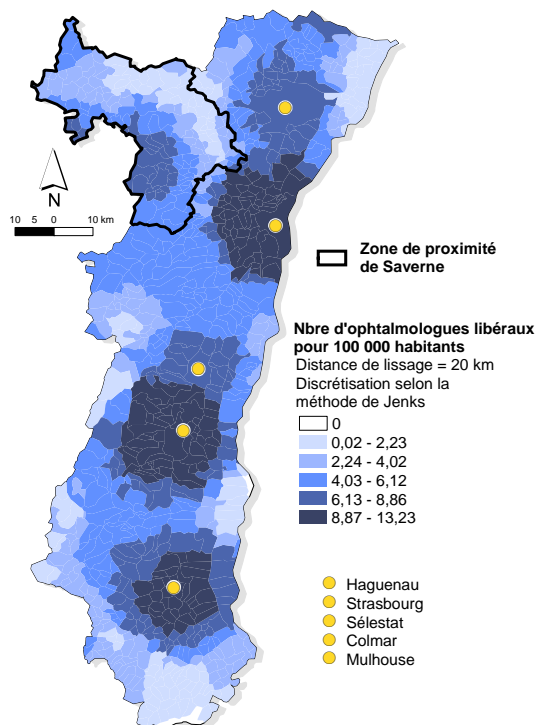 N
10 5 0 10 km
Zone de proximité
de Saverne
Nbre d'ophtalmologues libéraux
pour 100 000 habitants
Distance de lissage = 20 km
Discrétisation selon la
méthode de Jenks
0
0,02 - 2,23
2,24 - 4,02
4,03 - 6,12
6,13 - 8,86
8,87 - 13,23
Haguenau
Strasbourg
Sélestat
Colmar
Mulhouse